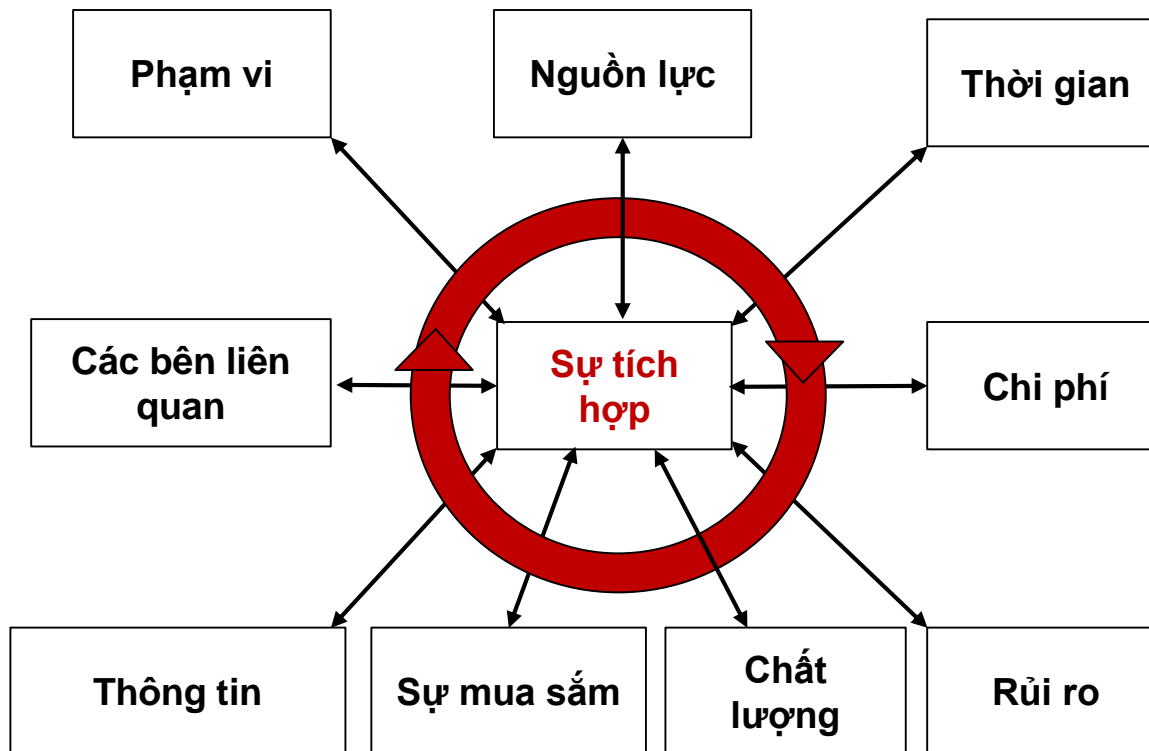 Phạm vi
Nguồn lực
Thời gian
Các bên liên
quan
Sự tích
hợp
Chi phí
Thông tin
Sự mua sắm
Chất
lượng
Rủi ro